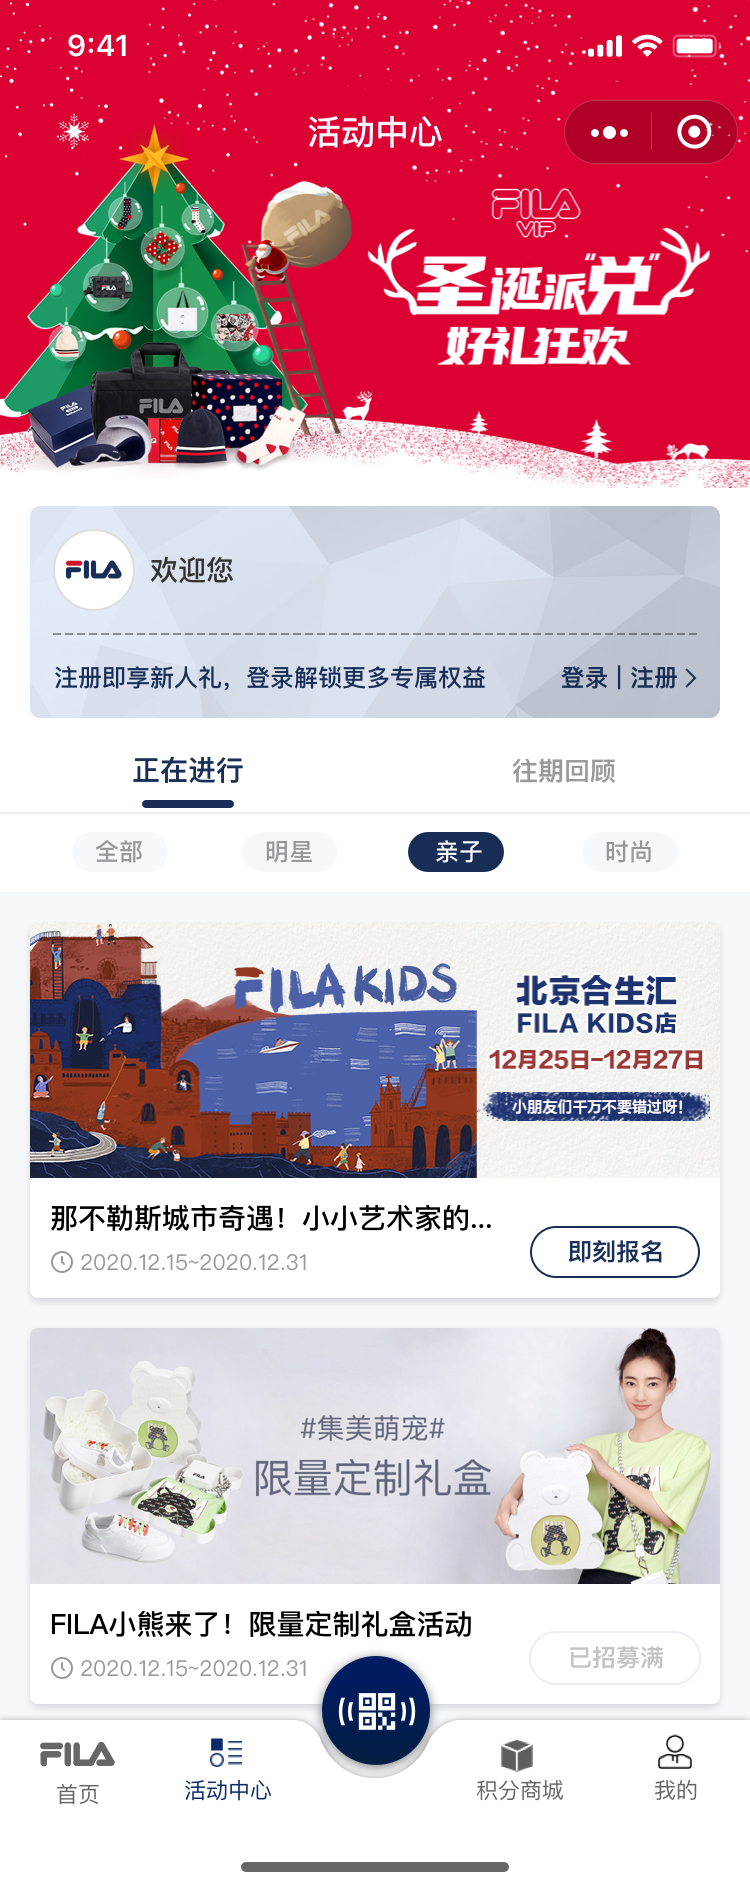 9:41
活动中心
FILA
VIP
FILA
圣诞派"兑"
好礼狂欢
FILA
FILA
FILA
FILA
欢迎您
注册即享新人礼，登录解锁更多专属权益
登录 | 注册
正在进行
往期回顾
全部
明星
亲子
时尚
FILA KIDS
北京合生汇
FILA KIDS店
12月25日-12月27日
小朋友们千万不要错过呀！
那不勒斯城市奇遇！小小艺术家的...
2020.12.15~2020.12.31
即刻报名
#集美萌宠#
限量定制礼盒
FILA
FILA小熊来了！限量定制礼盒活动
2020.12.15~2020.12.31
已招募满
FILA
首页
活动中心
积分商城
我的